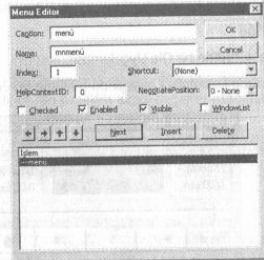 Menu Editor
Caption: menü
OK
Name: mnmenü
Cancel
Index: 1 Shortcut: (None)
HelpContextID: 0 NegotiatePosition: 0 - None
Checked Enabled Visible WindowList
Next Insert Delete
İşlem
····menü